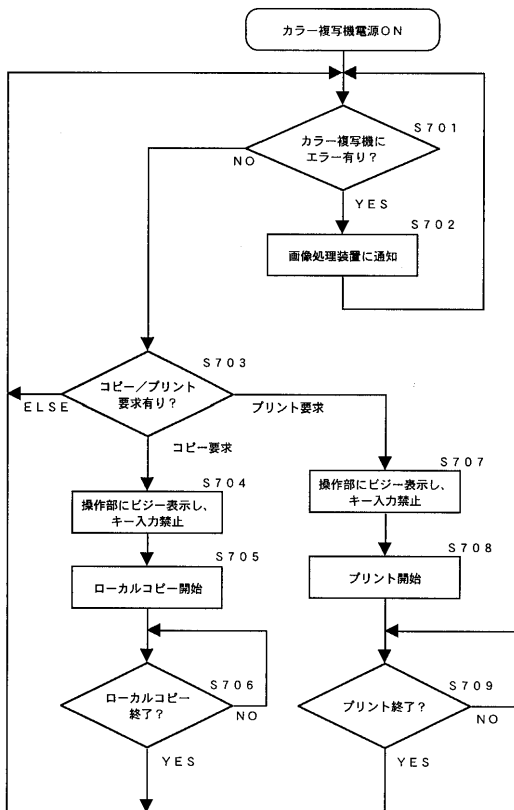 カラー複写機電源ON
S701
カラー複写機に
エラー有り？
NO
YES
S702
画像処理装置に通知
S703
コピー／プリント
要求有り？
ELSE
プリント要求
コピー要求
S704
操作部にビジー表示し、
キー入力禁止
S705
ローカルコピー開始
S706
ローカルコピー
終了？
NO
YES
S707
操作部にビジー表示し、
キー入力禁止
S708
プリント開始
S709
プリント終了？
NO
YES